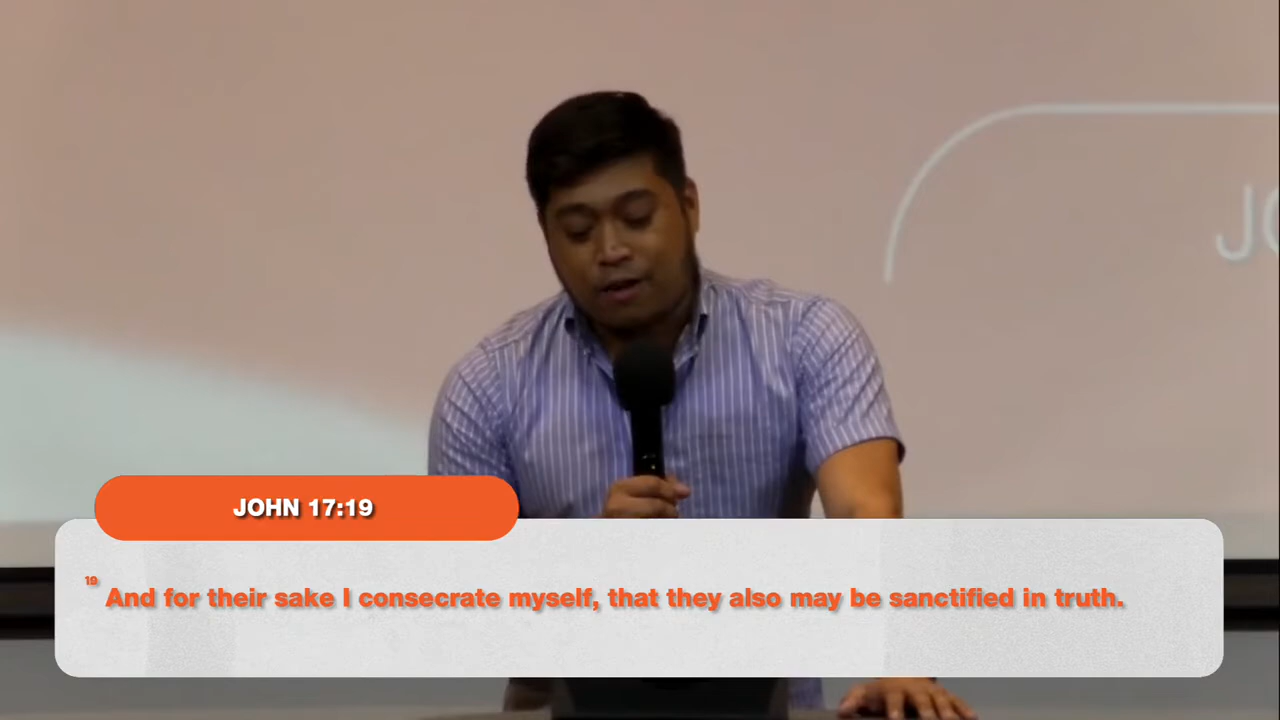 JOHN 17:19
19 And for their sake I consecrate myself, that they also may be sanctified in truth.